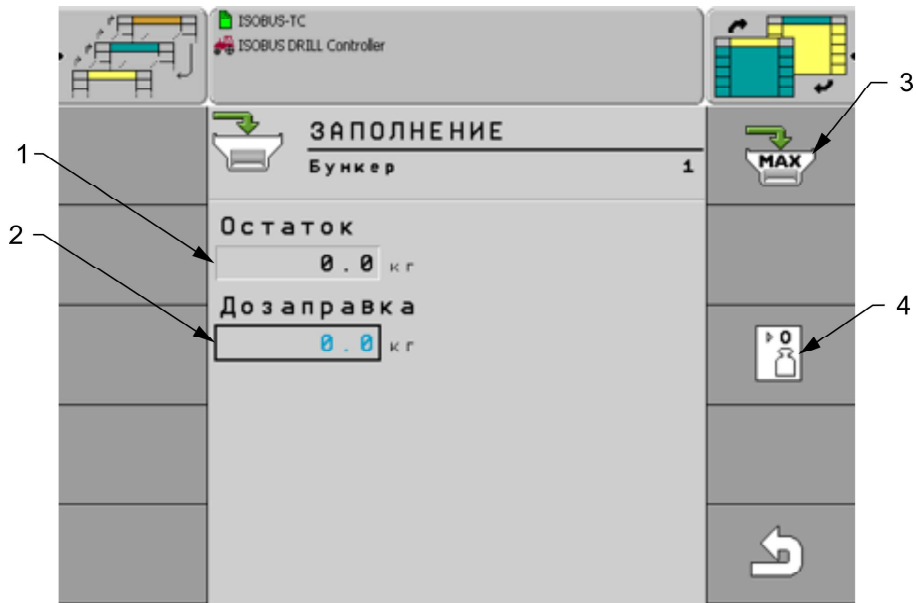 ISOBUS-TC
ISOBUS DRILL Controller
3
ЗАПОЛНЕНИЕ
MAX
1
Бункер 1
Остаток
2
0.0 кг
Дозаправка
4
0.0 кг
0